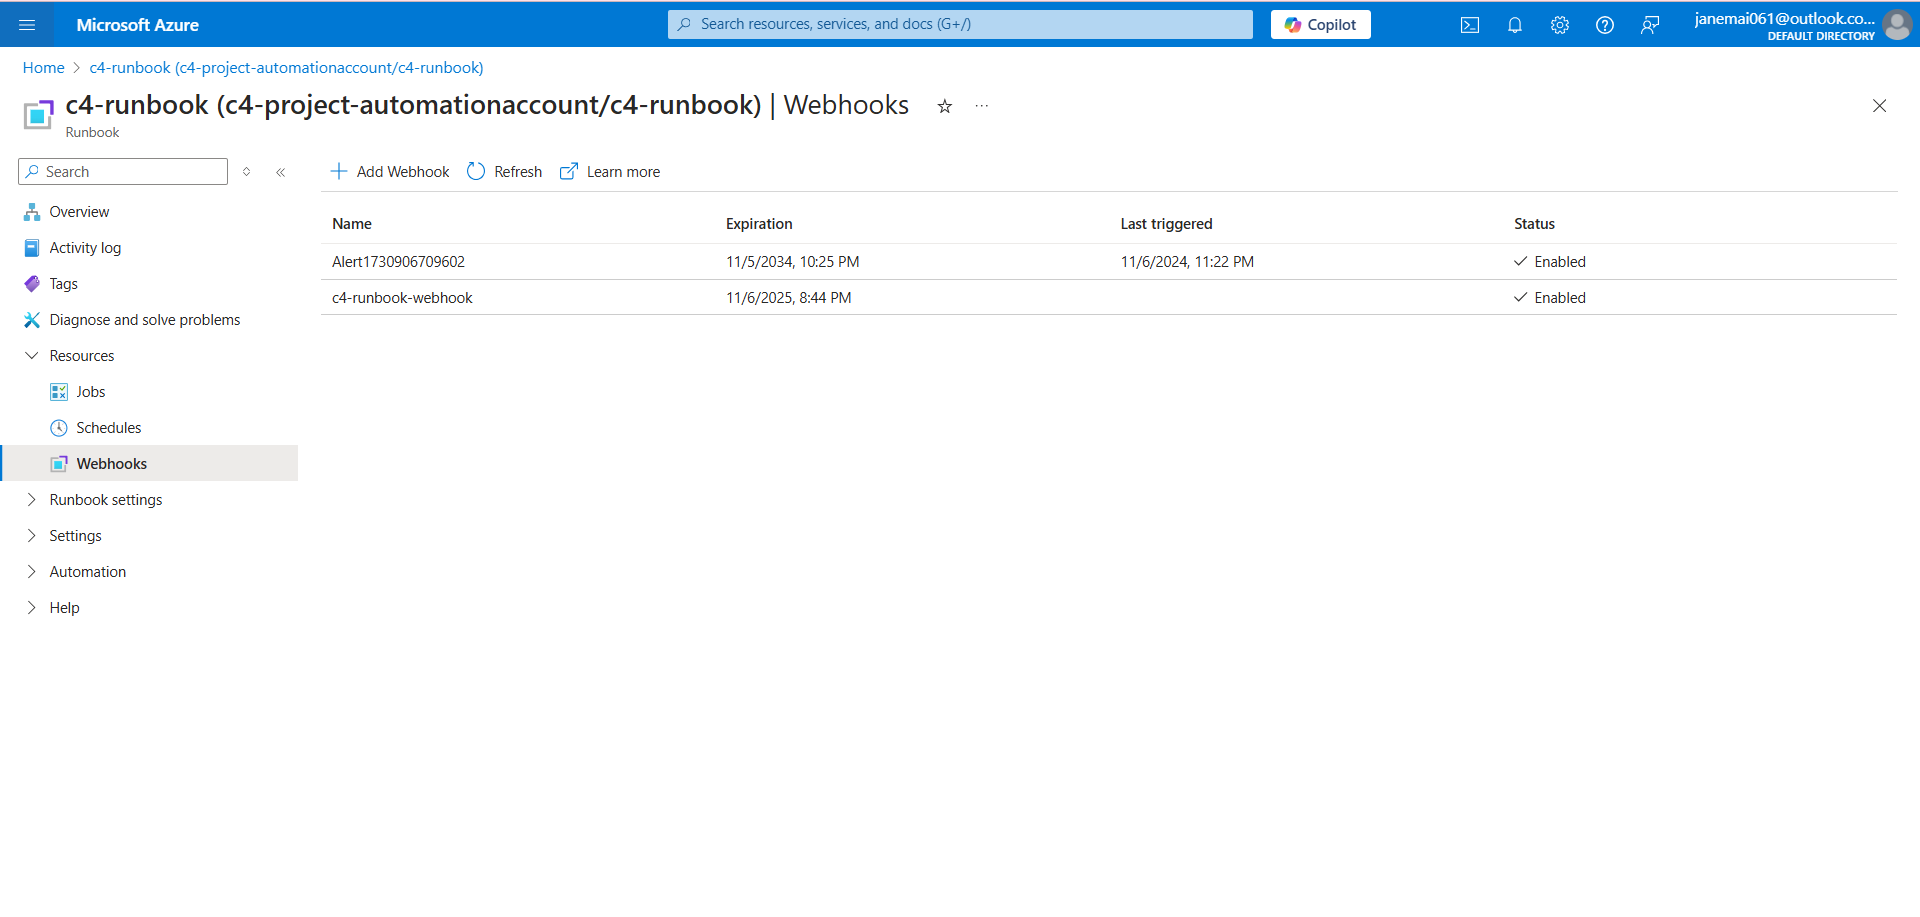 Microsoft Azure
Search resources, services, and docs (G+/)
Copilot
janemai061@outlook.co...
DEFAULT DIRECTORY
Home > c4-runbook (c4-project-automationaccount/c4-runbook)
c4-runbook (c4-project-automationaccount/c4-runbook) | Webhooks
Runbook
Search
Add Webhook Refresh Learn more
Overview
Activity log
Tags
Diagnose and solve problems
Resources
Jobs
Schedules
Webhooks
Runbook settings
Settings
Automation
Help
Name Expiration Last triggered Status
Alert1730906709602 11/5/2034, 10:25 PM 11/6/2024, 11:22 PM Enabled
c4-runbook-webhook 11/6/2025, 8:44 PM Enabled